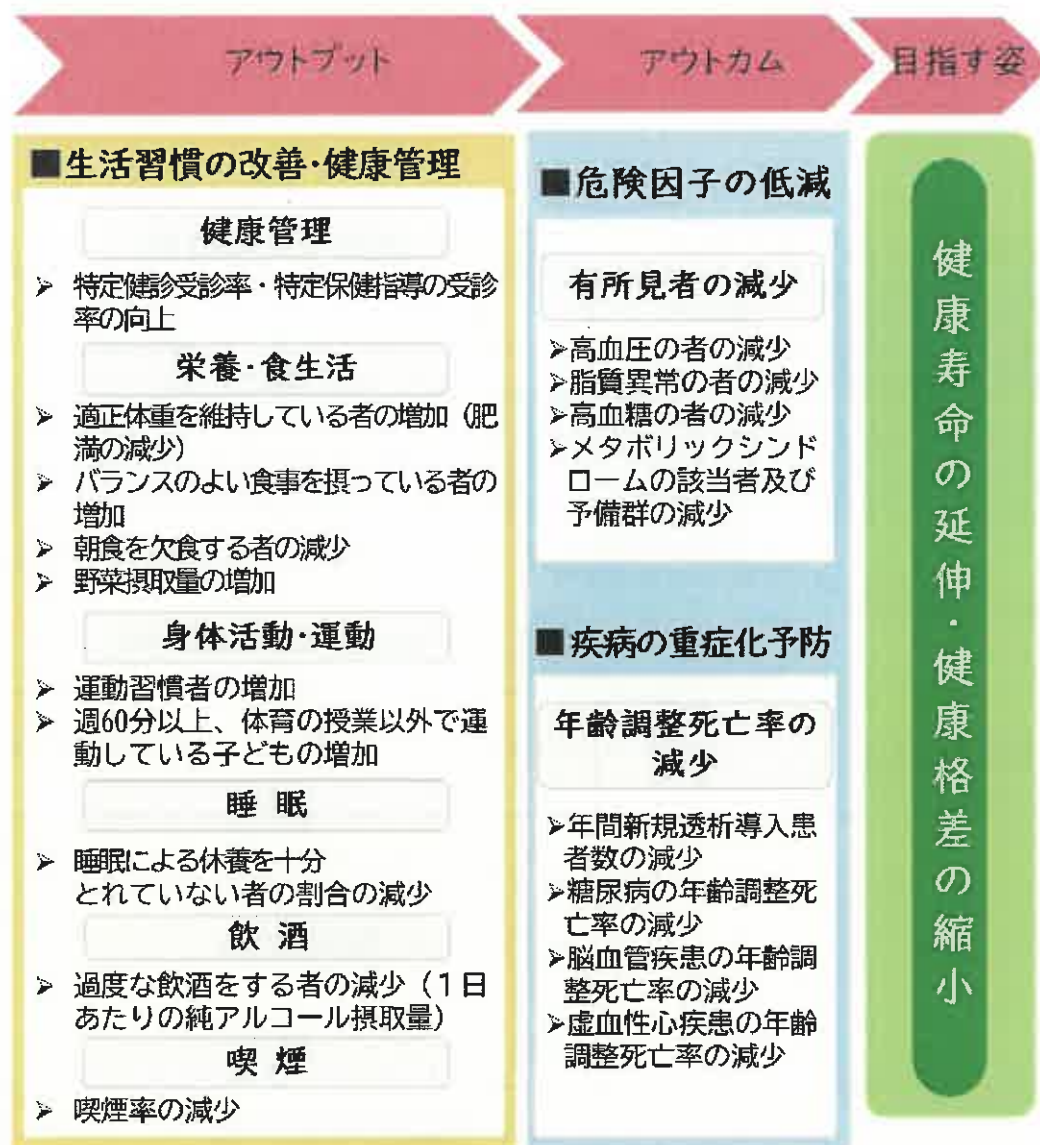 アウトプット
アウトカム
目指す姿
■生活習慣の改善・健康管理
健康管理
➢ 特定健診受診率・特定保健指導の受診
率の向上
栄養・食生活
➢ 適正体重を維持している者の増加（肥
満の減少）
➢ バランスのよい食事を摂っている者の
増加
➢ 朝食を欠食する者の減少
➢ 野菜摂取量の増加
身体活動・運動
➢ 運動習慣者の増加
➢ 週60分以上、体育の授業以外で運
動している子どもの増加
睡 眠
➢ 睡眠による休養を十分
とれていない者の割合の減少
飲 酒
➢ 過度な飲酒をする者の減少（１日
あたりの純アルコール摂取量）
喫 煙
➢ 喫煙率の減少
■危険因子の低減
有所見者の減少
➢高血圧の者の減少
➢脂質異常の者の減少
➢高血糖の者の減少
➢メタボリックシンド
ロームの該当者及び
予備群の減少
■疾病の重症化予防
年齢調整死亡率の
減少
➢年間新規透析導入患
者数の減少
➢糖尿病の年齢調整死
亡率の減少
➢脳血管疾患の年齢調
整死亡率の減少
➢虚血性心疾患の年齢
調整死亡率の減少
健康寿命の延伸・健康格差の縮小